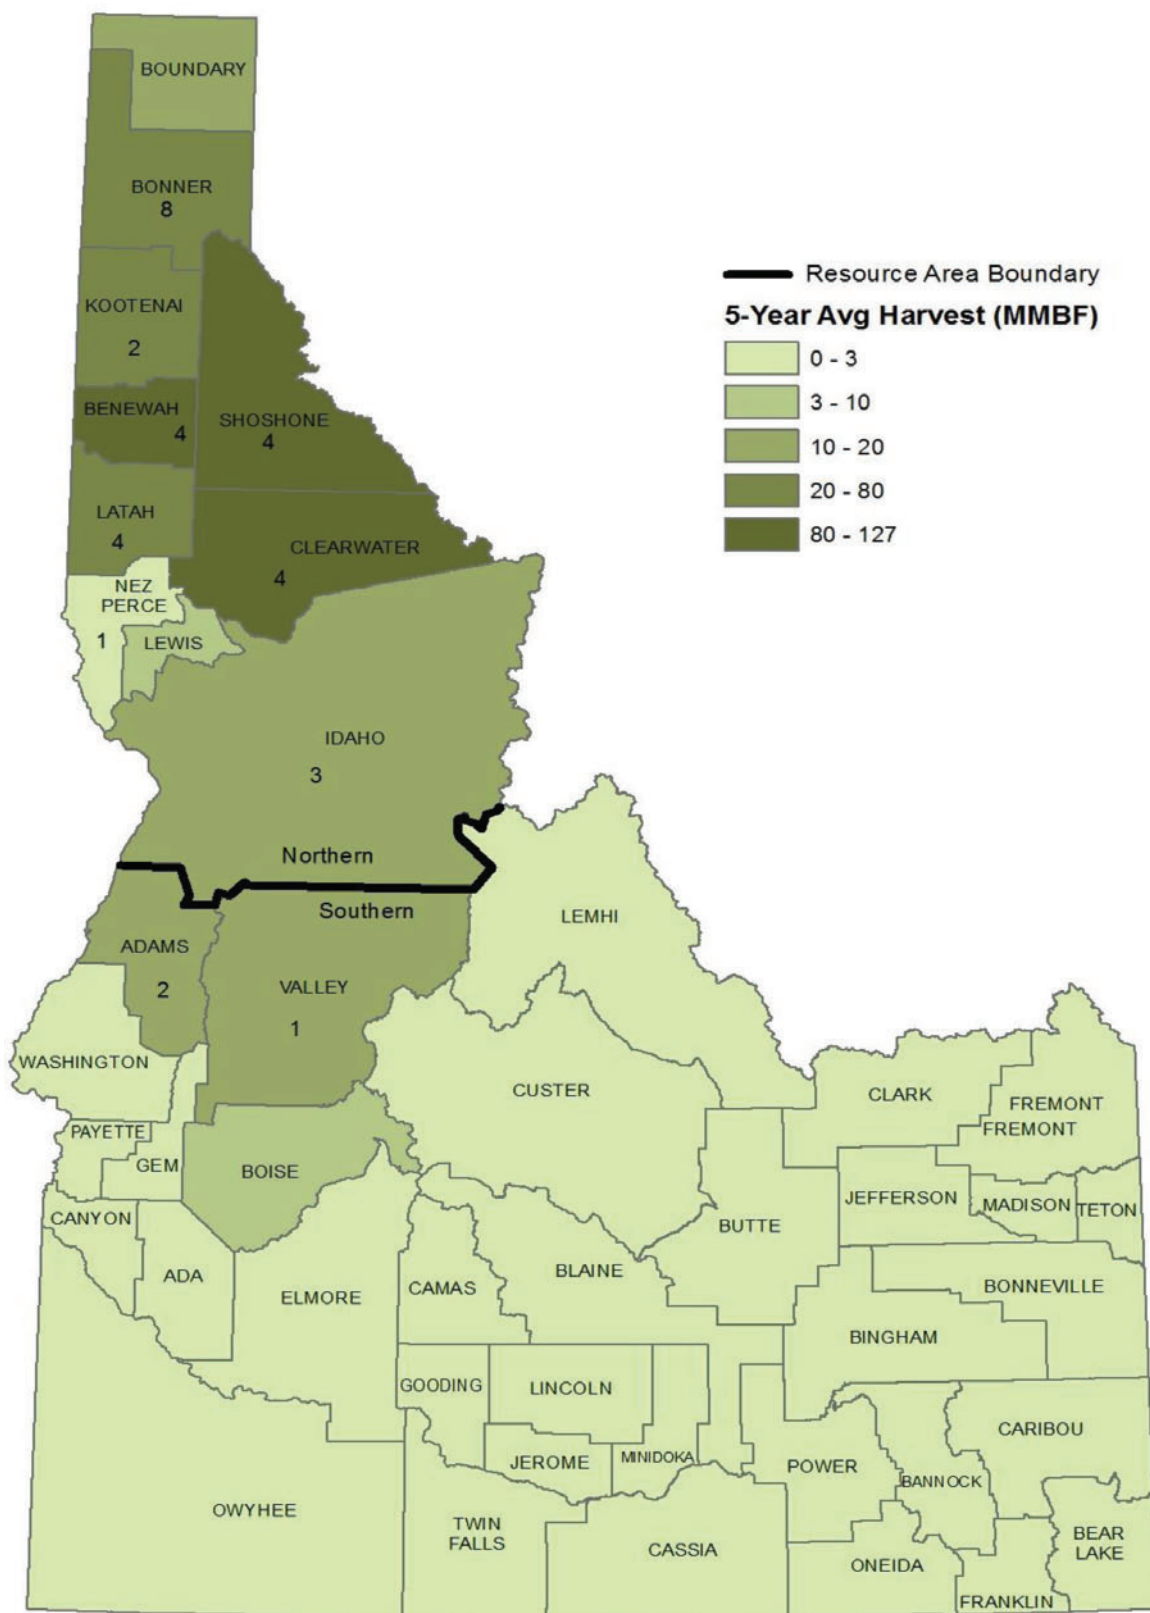 BOUNDARY
BONNER
8
KOOTENAI
2
BENEWAH
4
SHOSHONE
4
LATAH
4
CLEARWATER
4
NEZ
PERCE
1
LEWIS
IDAHO
3
Northern
Southern
Resource Area Boundary
5-Year Avg Harvest (MMBF)
0 - 3
3 - 10
10 - 20
20 - 80
80 - 127
LEMHI
ADAMS
2
VALLEY
1
WASHINGTON
CUSTER
CLARK
FREMONT
FREMONT
PAYETTE
GEM
BOISE
JEFFERSON
MADISON
TETON
CANYON
BUTTE
ADA
ELMORE
CAMAS
BLAINE
BONNEVILLE
BINGHAM
GOODING
LINCOLN
CARIBOU
JEROME
MINIDOKA
POWER
BANNOCK
OWYHEE
TWIN
FALLS
CASSIA
ONEIDA
BEAR
LAKE
FRANKLIN